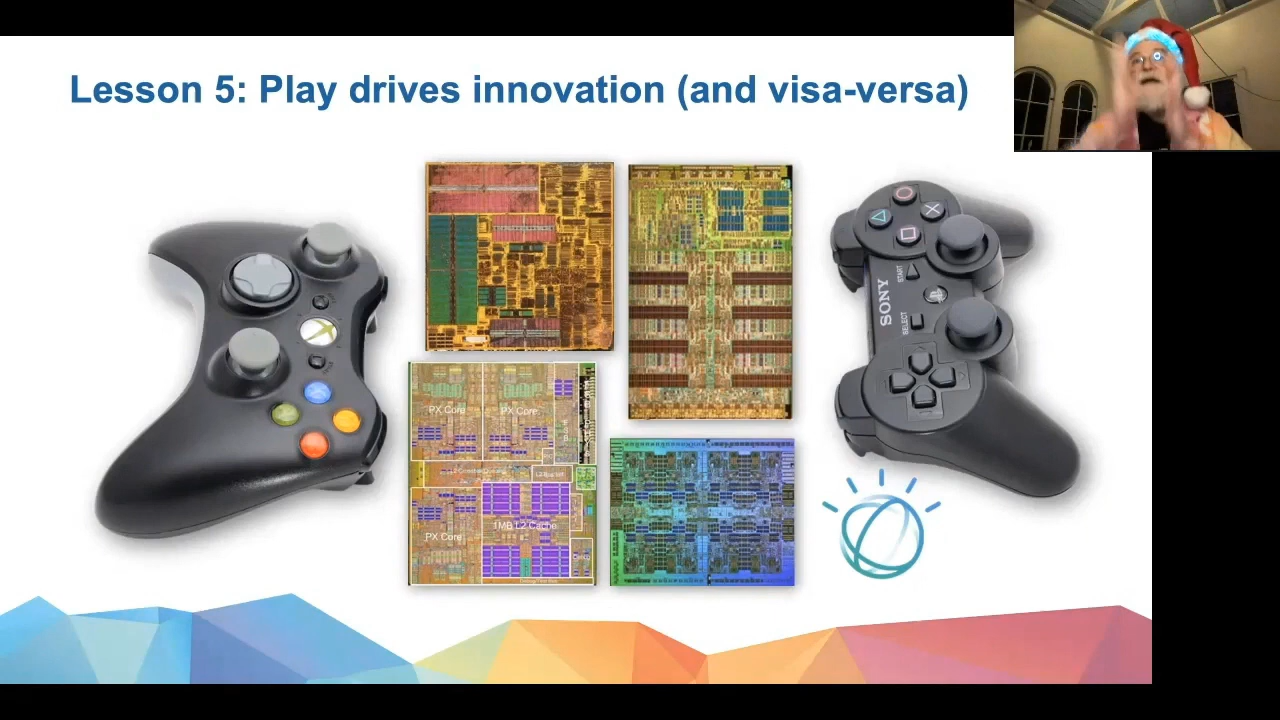 Lesson 5: Play drives innovation (and visa-versa)
PX Core
PX Core
1MB L2 Cache
PX Core
SONY
START
SELECT